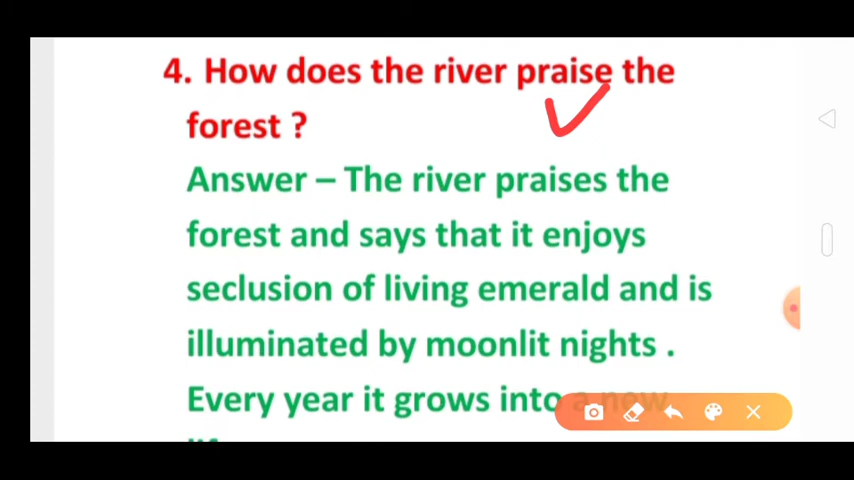 4. How does the river praise the
forest ?
Answer – The river praises the
forest and says that it enjoys
seclusion of living emerald and is
illuminated by moonlit nights .
Every year it grows into a new